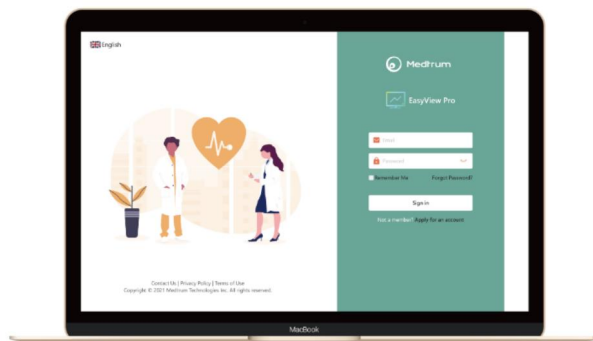 English
Medtrum
EasyView Pro
Email
Password
Remember Me
Forgot Password?
Sign in
Not a member? Apply for an account
Contact Us | Privacy Policy | Terms of Use
Copyright © 2021 Medtrum Technologies Inc. All rights reserved.
MacBook